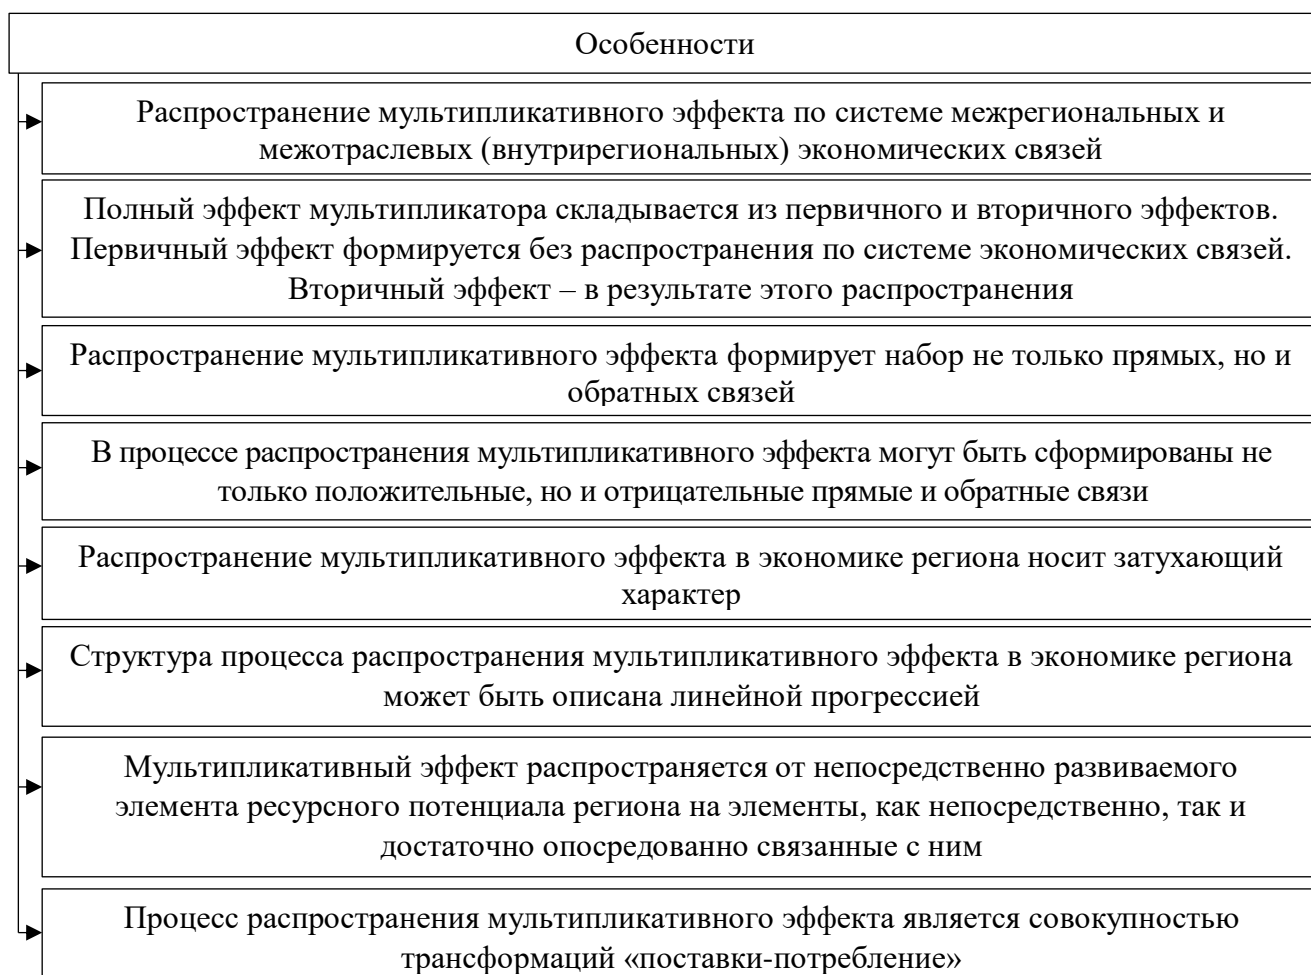 Особенности
Распространение мультипликативного эффекта по системе межрегиональных и
межотраслевых (внутрирегиональных) экономических связей
Полный эффект мультипликатора складывается из первичного и вторичного эффектов.
Первичный эффект формируется без распространения по системе экономических связей.
Вторичный эффект – в результате этого распространения
Распространение мультипликативного эффекта формирует набор не только прямых, но и
обратных связей
В процессе распространения мультипликативного эффекта могут быть сформированы не
только положительные, но и отрицательные прямые и обратные связи
Распространение мультипликативного эффекта в экономике региона носит затухающий
характер
Структура процесса распространения мультипликативного эффекта в экономике региона
может быть описана линейной прогрессией
Мультипликативный эффект распространяется от непосредственно развиваемого
элемента ресурсного потенциала региона на элементы, как непосредственно, так и
достаточно опосредованно связанные с ним
Процесс распространения мультипликативного эффекта является совокупностью
трансформаций «поставки-потребление»